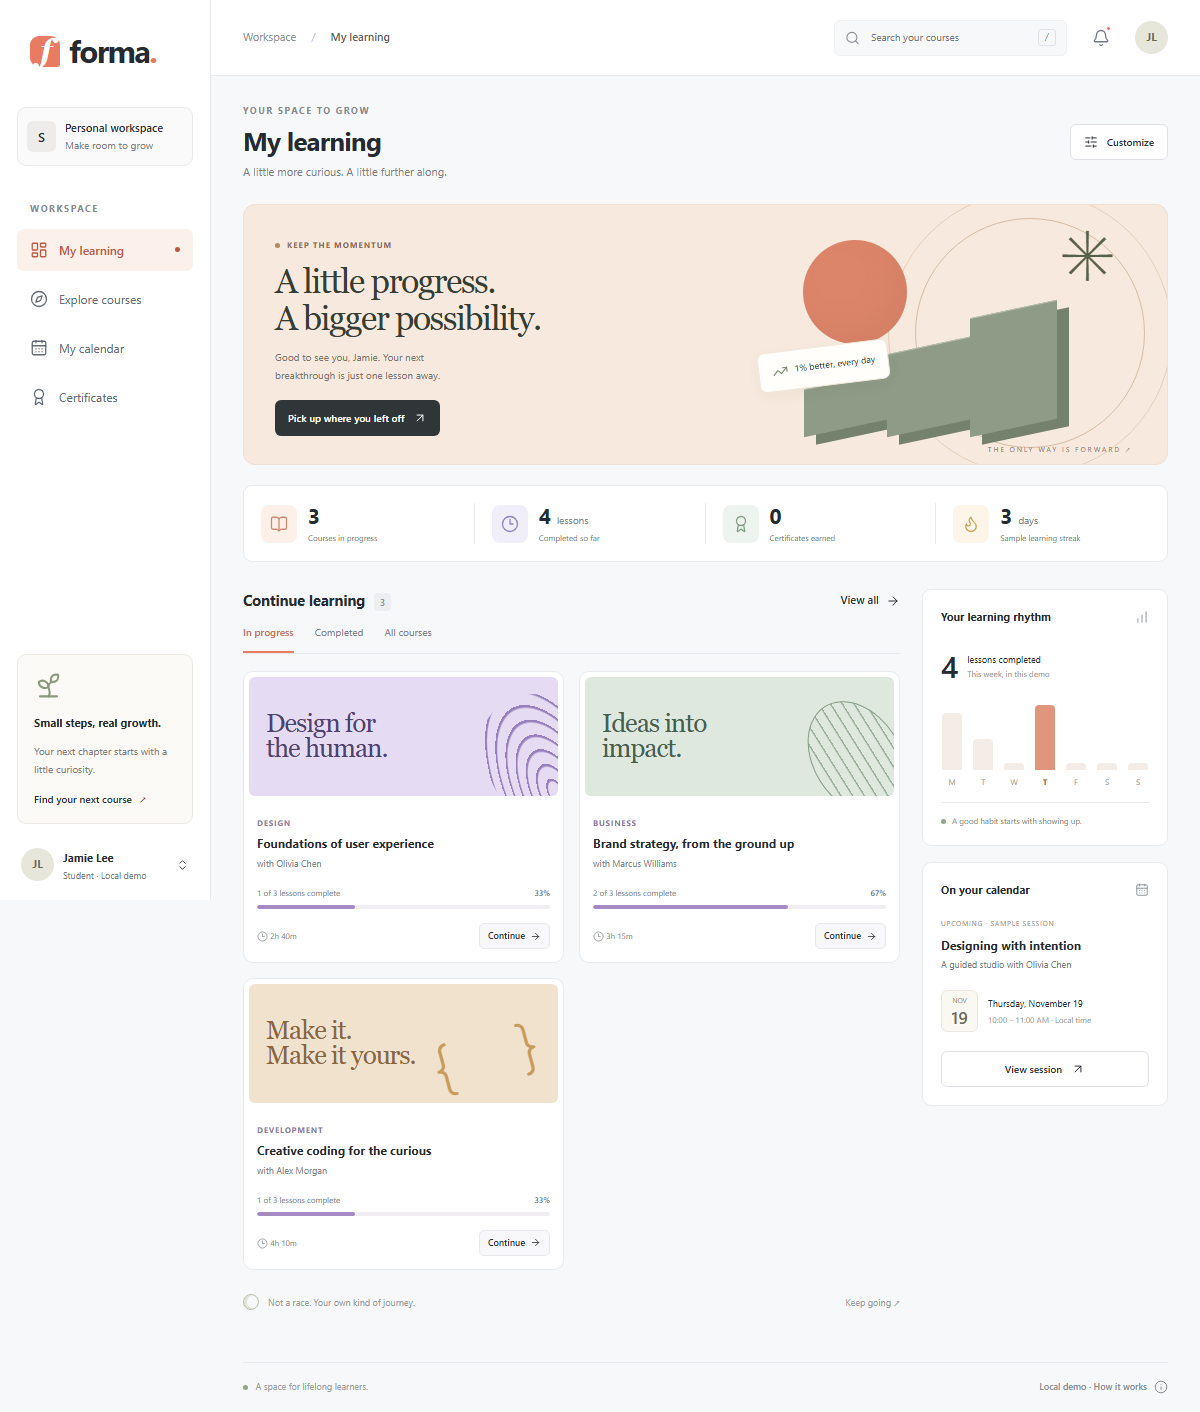 forma.
S
Personal workspace
Make room to grow
WORKSPACE
My learning
Explore courses
My calendar
Certificates
Small steps, real growth.
Your next chapter starts with a
little curiosity.
Find your next course ↗
JL
Jamie Lee
Student · Local demo
Workspace / My learning
Search your courses
/
JL
YOUR SPACE TO GROW
My learning
A little more curious. A little further along.
Customize
KEEP THE MOMENTUM
A little progress.
A bigger possibility.
Good to see you, Jamie. Your next
breakthrough is just one lesson away.
Pick up where you left off
1% better, every day
THE ONLY WAY IS FORWARD ↗
3
Courses in progress
4 lessons
Completed so far
0
Certificates earned
3 days
Sample learning streak
Continue learning 3
View all →
In progress
Completed
All courses
Design for
the human.
DESIGN
Foundations of user experience
with Olivia Chen
1 of 3 lessons complete 33%
2h 40m
Continue →
Ideas into
impact.
BUSINESS
Brand strategy, from the ground up
with Marcus Williams
2 of 3 lessons complete 67%
3h 15m
Continue →
Make it.
Make it yours.
{ }
DEVELOPMENT
Creative coding for the curious
with Alex Morgan
1 of 3 lessons complete 33%
4h 10m
Continue →
Not a race. Your own kind of journey.
Keep going ↗
Your learning rhythm
4 lessons completed
This week, in this demo
M T W T F S S
A good habit starts with showing up.
On your calendar
UPCOMING · SAMPLE SESSION
Designing with intention
A guided studio with Olivia Chen
NOV
19
Thursday, November 19
10:00 – 11:00 AM · Local time
View session
A space for lifelong learners.
Local demo · How it works